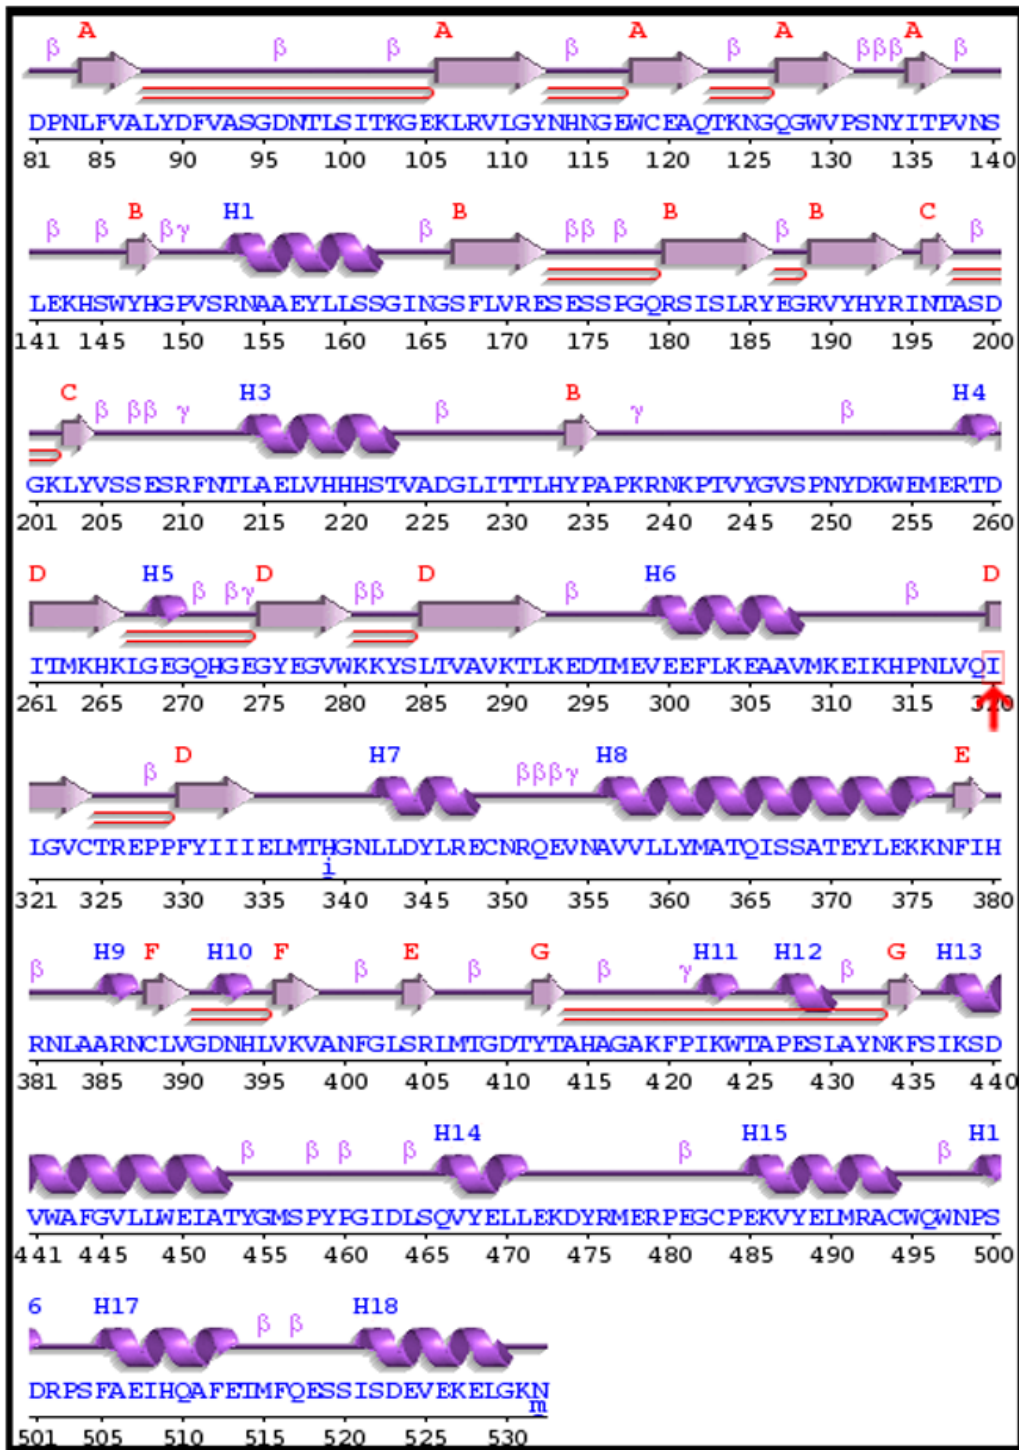 A A A A A
β β β β β βββ β
DPNLFVALYDFVASGDNTLSITKGEKLRVLGYNHNGEWCEAQTKNGQGWVPSNYITPVNS
81 85 90 95 100 105 110 115 120 125 130 135 140
B H1 B B B C
β β βγ β ββ β β β
LEKHSWYHGPVSRNAAEYLLSSGINGSFLVRESESSPGQRSISLRYEGRVYHYRINTASD
141 145 150 155 160 165 170 175 180 185 190 195 200
C H3 B H4
β ββ γ β γ β
GKLYVSSESRFNTLAELVHHHSTVADGLITTLHYPAPKRNKPTVYGVSPNYDKWEMERTD
201 205 210 215 220 225 230 235 240 245 250 255 260
D H5 D D H6 D
β βγ ββ β β
ITMKHKLGEGQHGEGYEGVWKKYSLTVAVKTLKEDTMEVEEFLKEAAVMKEIKHPNLVQI
261 265 270 275 280 285 290 295 300 305 310 315 320
D H7 H8 E
β βββγ
LGVCTREPPFYIIIELMTHGNLLDYLRECNRQEVNAVVLLYMATQISSATEYLEKKNFIH
i
321 325 330 335 340 345 350 355 360 365 370 375 380
H9 F H10 F E G H11 H12 G H13
β β β β γ β
RNLAARNCLVGDNHLVKVANFGLSRLMTGDTYTAHAGAKFPIKWTAPESLAYNKFSIKSD
381 385 390 395 400 405 410 415 420 425 430 435 440
H14 H15 H1
β β β β β β
VWAFGVLLWEIATYGMSPYPGIDLSQVYELLEKDYRMERPEGCPEKVYELMRACWQWNPS
441 445 450 455 460 465 470 475 480 485 490 495 500
6 H17 H18
β β
DRPSFAEIHQAFETMFQESSISDEVEKELGKN
m
501 505 510 515 520 525 530